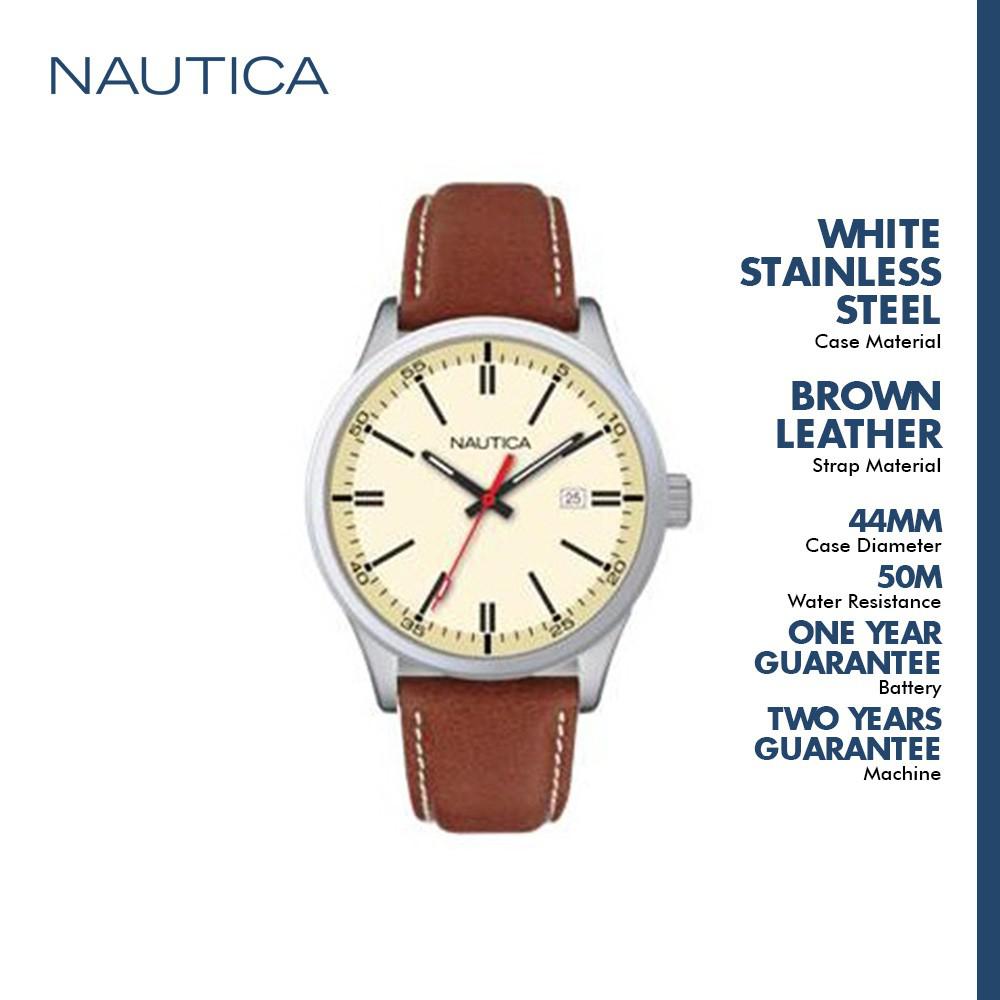 NAUTICA
55
5
50
10
NAUTICA
25
40
20
35
25
WHITE
STAINLESS
STEEL
Case Material
BROWN
LEATHER
Strap Material
44MM
Case Diameter
50M
Water Resistance
ONE YEAR
GUARANTEE
Battery
TWO YEARS
GUARANTEE
Machine